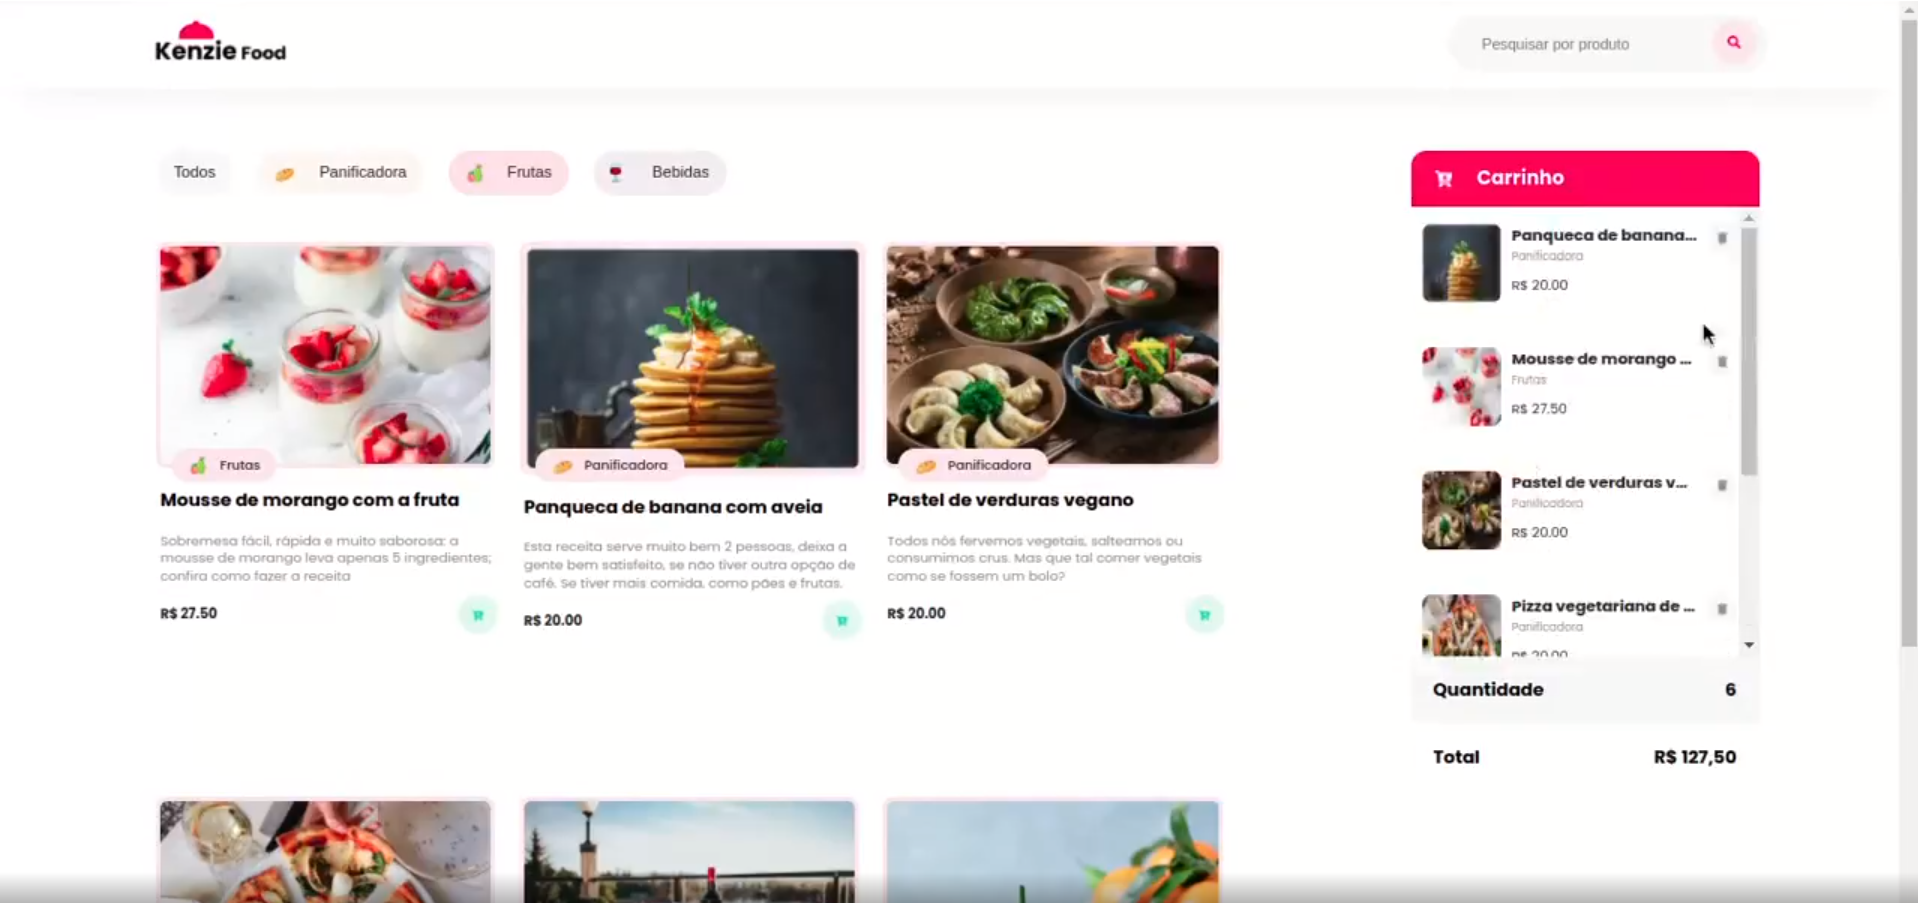 Kenzie Food
Pesquisar por produto
Todos
Panificadora
Frutas
Bebidas
Frutas
Mousse de morango com a fruta
Sobremesa fácil, rápida e muito saborosa: a
mousse de morango leva apenas 5 ingredientes;
confira como fazer a receita
R$ 27.50
Panificadora
Panqueca de banana com aveia
Esta receita serve muito bem 2 pessoas, deixa a
gente bem satisfeito, se não tiver outra opção de
café. Se tiver mais comida, como pães e frutas.
R$ 20.00
Panificadora
Pastel de verduras vegano
Todos nós fervemos vegetais, salteamos ou
consumimos crus. Mas que tal comer vegetais
como se fossem um bolo?
R$ 20.00
Carrinho
Panqueca de banana...
Panificadora
R$ 20.00
Mousse de morango ...
Frutas
R$ 27.50
Pastel de verduras v...
Panificadora
R$ 20.00
Pizza vegetariana de ...
Panificadora
R$ 20.00
Quantidade 6
Total R$ 127,50